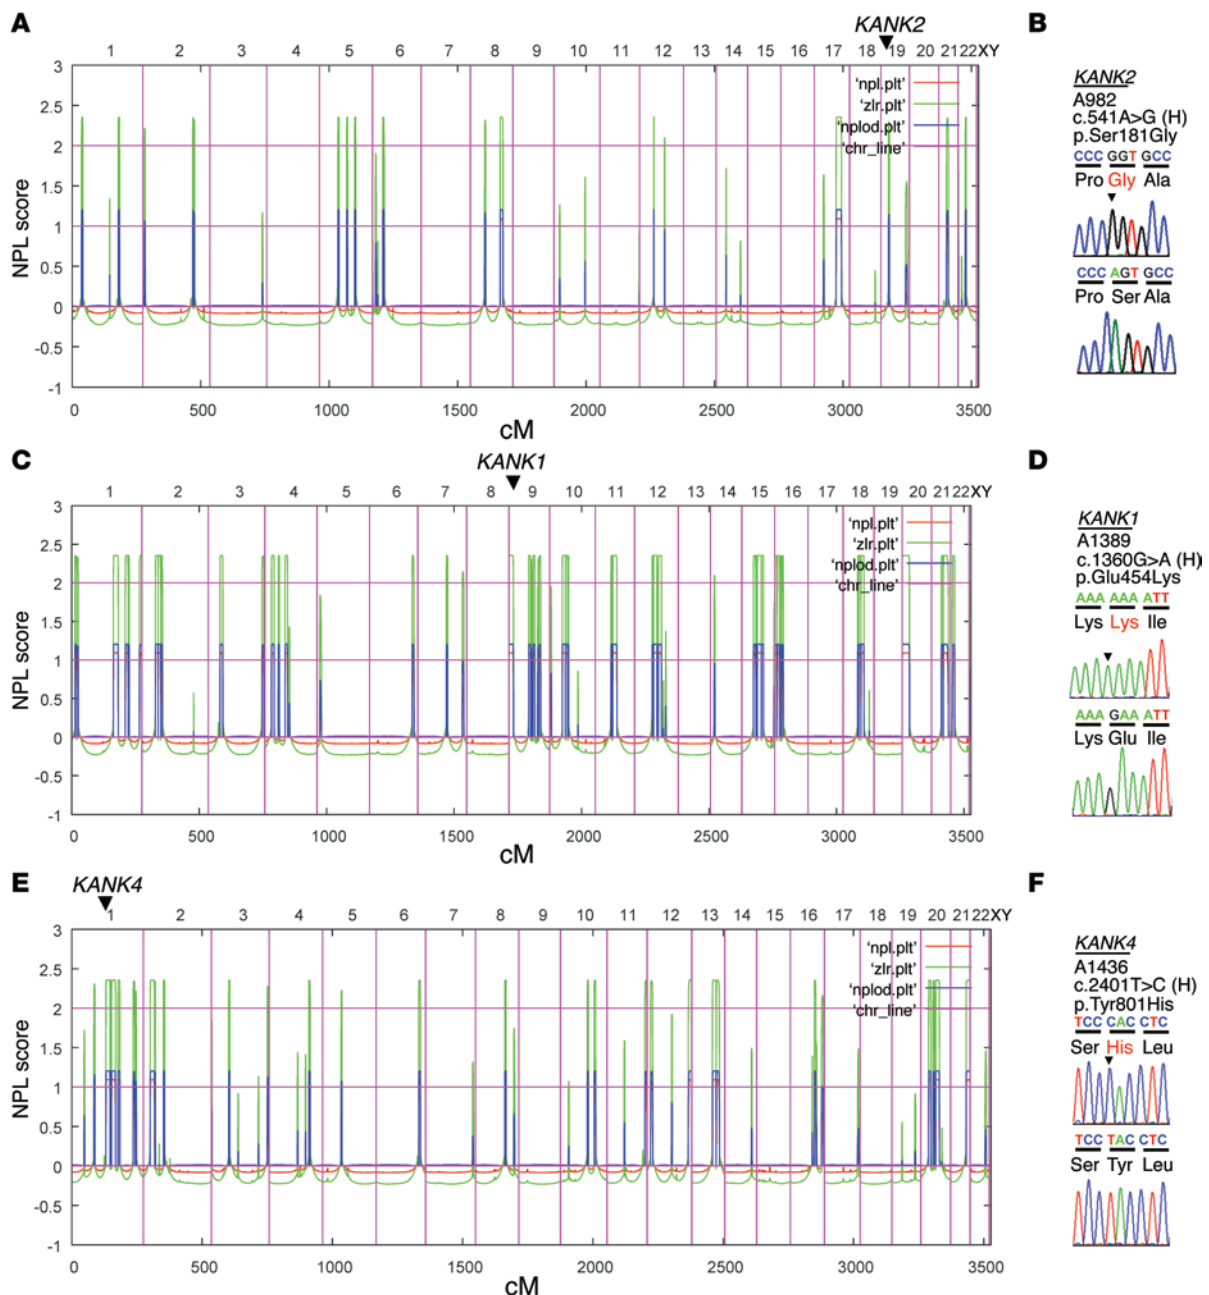 A
KANK2
1 2 3 4 5 6 7 8 9 10 11 12 13 14 15 16 17 18 19 20 21 22 XY
NPL score
3
2.5
2
1.5
1
0.5
0
-0.5
-1
'npl.plt'
'zlr.plt'
'nplod.plt'
'chr_line'
0 500 1000 1500 2000 2500 3000 3500
cM
B
KANK2
A982
c.541A>G (H)
p.Ser181Gly
CCC GGT GCC
Pro Gly Ala
CCC AGT GCC
Pro Ser Ala
C
KANK1
1 2 3 4 5 6 7 8 9 10 11 12 14 15 16 17 18 19 20 21 22 XY
NPL score
3
2.5
2
1.5
1
0.5
0
-0.5
-1
'npl.plt'
'zlr.plt'
'nplod.plt'
'chr_line'
0 500 1000 1500 2000 2500 3000 3500
cM
D
KANK1
A1389
c.1360G>A (H)
p.Glu454Lys
AAA AAA ATT
Lys Lys Ile
AAA GAA ATT
Lys Glu Ile
E
KANK4
1 2 3 4 5 6 7 8 9 10 11 12 13 14 15 16 17 18 19 20 21 22 XY
NPL score
3
2.5
2
1.5
1
0.5
0
-0.5
-1
'npl.plt'
'zlr.plt'
'nplod.plt'
'chr_line'
0 500 1000 1500 2000 2500 3000 3500
cM
F
KANK4
A1436
c.2401T>C (H)
p.Tyr801His
TCC CAC CTC
Ser His Leu
TCC TAC CTC
Ser Tyr Leu